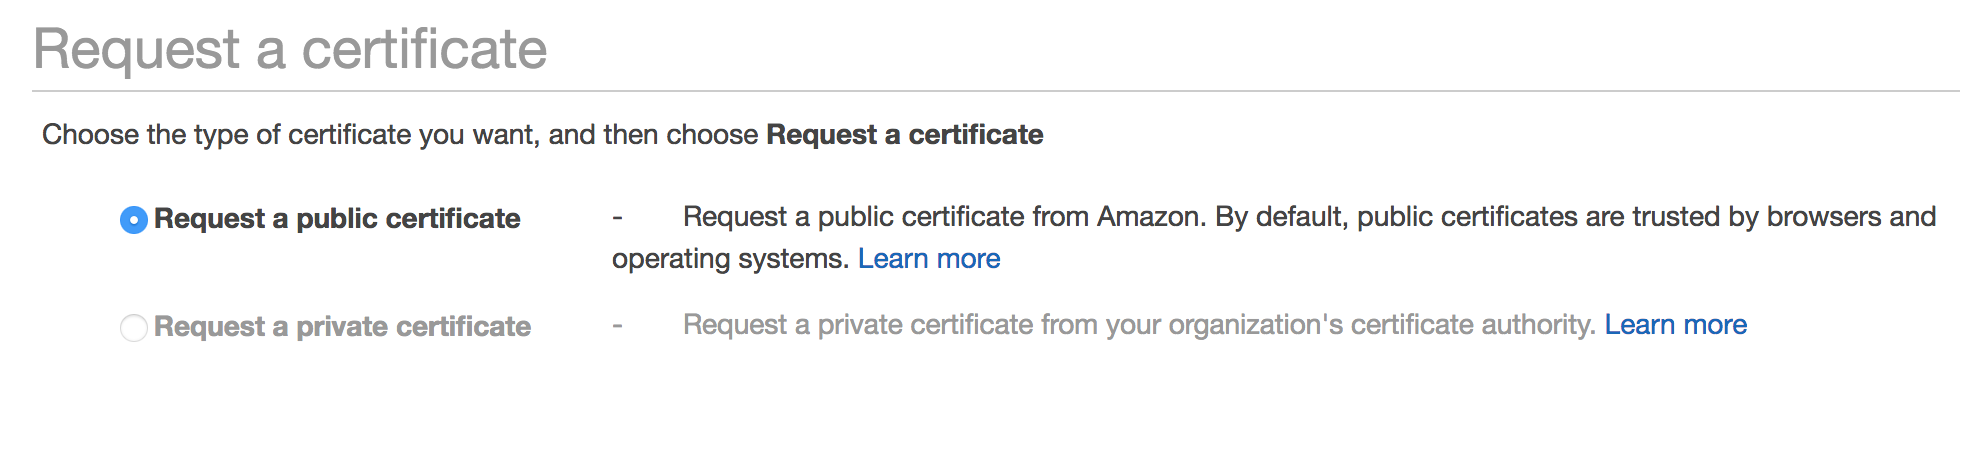 Request a certificate
Choose the type of certificate you want, and then choose Request a certificate
Request a public certificate - Request a public certificate from Amazon. By default, public certificates are trusted by browsers and
operating systems. Learn more
Request a private certificate - Request a private certificate from your organization's certificate authority. Learn more